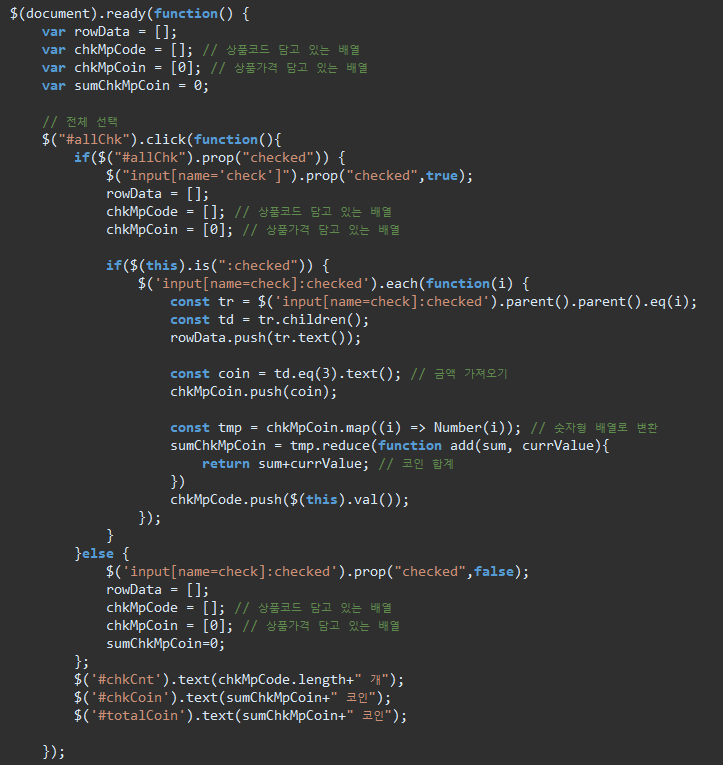 $(document).ready(function() {
    var rowData = [];
    var chkMpCode = []; // 상품코드 담고 있는 배열
    var chkMpCoin = [0]; // 상품가격 담고 있는 배열
    var sumChkMpCoin = 0;

    // 전체 선택
    $("#allChk").click(function(){
        if($("#allChk").prop("checked")) {
            $("input[name='check']").prop("checked",true);
            rowData = [];
            chkMpCode = []; // 상품코드 담고 있는 배열
            chkMpCoin = [0]; // 상품가격 담고 있는 배열

            if($(this).is(":checked")) {
                $('input[name=check]:checked').each(function(i) {
                    const tr = $('input[name=check]:checked').parent().parent().eq(i);
                    const td = tr.children();
                    rowData.push(tr.text());

                    const coin = td.eq(3).text(); // 금액 가져오기
                    chkMpCoin.push(coin);

                    const tmp = chkMpCoin.map((i) => Number(i)); // 숫자형 배열로 변환
                    sumChkMpCoin = tmp.reduce(function add(sum, currValue){
                        return sum+currValue; // 코인 합계
                    })
                    chkMpCode.push($(this).val());
                });
            }
        }else {
            $('input[name=check]:checked').prop("checked",false);
            rowData = [];
            chkMpCode = []; // 상품코드 담고 있는 배열
            chkMpCoin = [0]; // 상품가격 담고 있는 배열
            sumChkMpCoin=0;
        };
        $('#chkCnt').text(chkMpCode.length+" 개");
        $('#chkCoin').text(sumChkMpCoin+" 코인");
        $('#totalCoin').text(sumChkMpCoin+" 코인");

    });